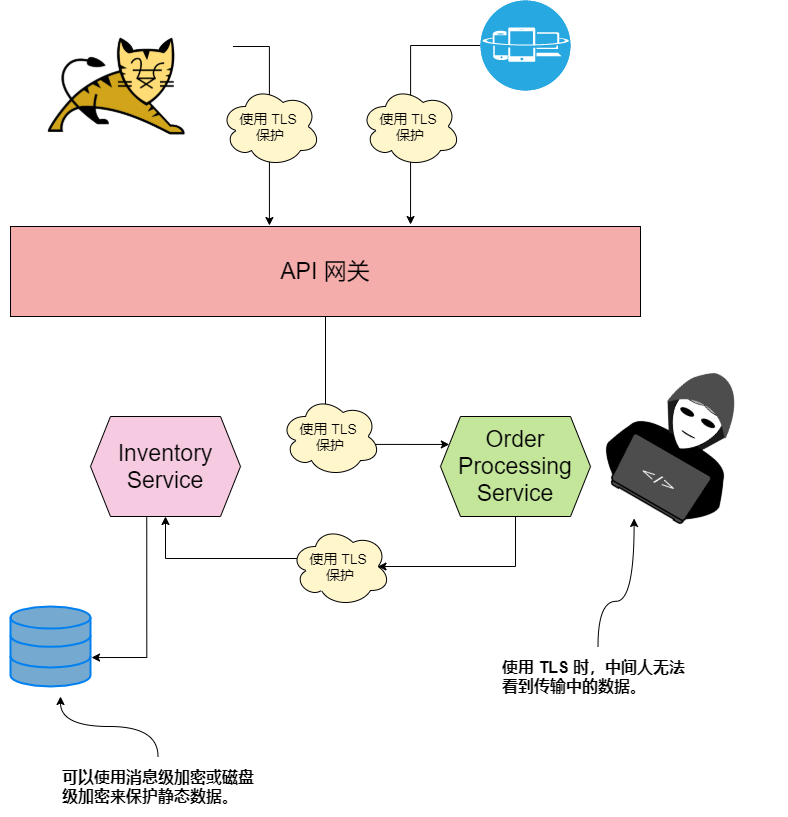 使用 TLS
保护
使用 TLS
保护
API 网关
使用 TLS
保护
Inventory
Service
Order
Processing
Service
</>
使用 TLS
保护
使用 TLS 时，中间人无法
看到传输中的数据。
可以使用消息级加密或磁盘
级加密来保护静态数据。